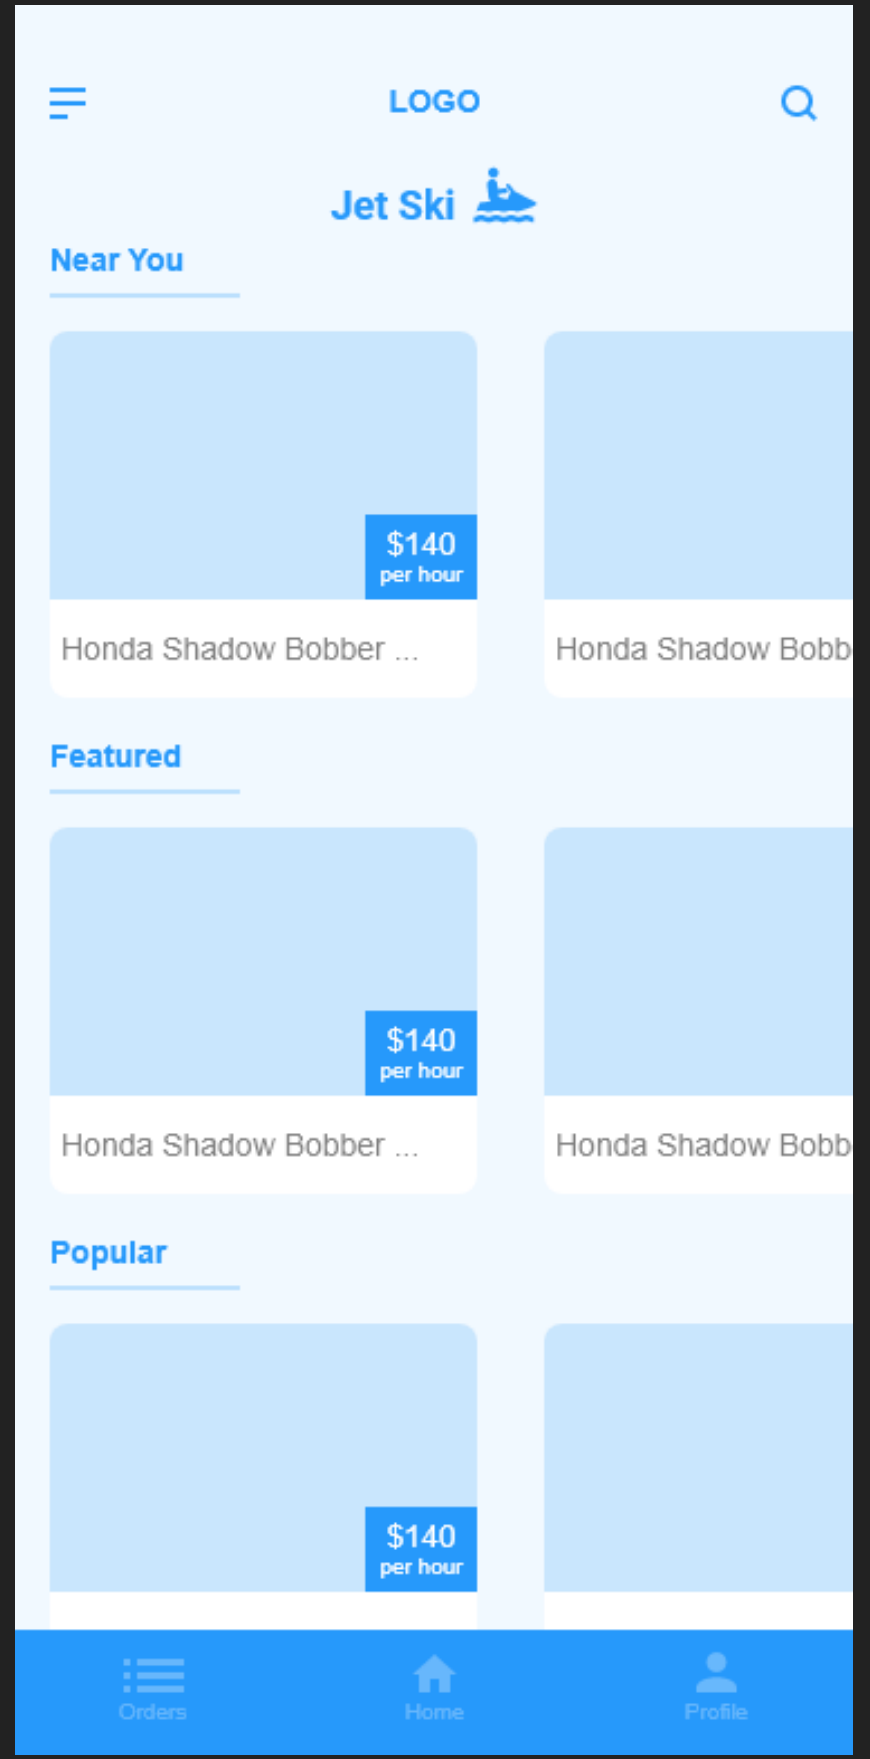 LOGO
Jet Ski
Near You
$140
per hour
Honda Shadow Bobber ...
Honda Shadow Bobb
Featured
$140
per hour
Honda Shadow Bobber ...
Honda Shadow Bobb
Popular
$140
per hour
Orders
Home
Profile